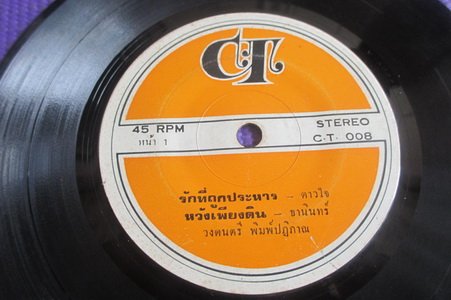 C.T.
45 RPM
หน้า 1
STEREO
C.T. 008
รักที่ถูกประหาร – ดาวใจ
หวังเพียงดิน – ธานินทร์
วงดนตรี พิมพ์ปฏิภาณ